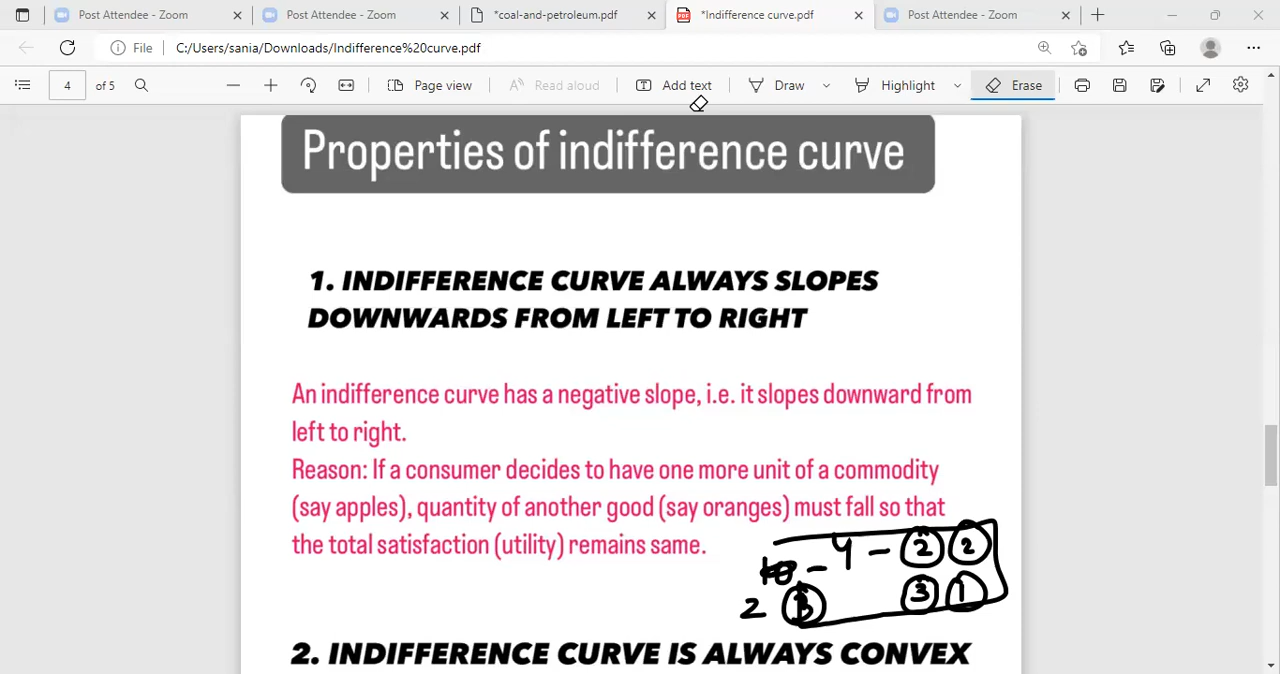 Post Attendee - Zoom
Post Attendee - Zoom
*coal-and-petroleum.pdf
*Indifference curve.pdf
Post Attendee - Zoom
File C:/Users/sania/Downloads/Indifference%20curve.pdf
4 of 5 Page view Read aloud Add text Draw Highlight Erase
Properties of indifference curve
1. INDIFFERENCE CURVE ALWAYS SLOPES
DOWNWARDS FROM LEFT TO RIGHT
An indifference curve has a negative slope, i.e. it slopes downward from
left to right.
Reason: If a consumer decides to have one more unit of a commodity
(say apples), quantity of another good (say oranges) must fall so that
the total satisfaction (utility) remains same.
- 4 - 2 2
2 3 1
2. INDIFFERENCE CURVE IS ALWAYS CONVEX